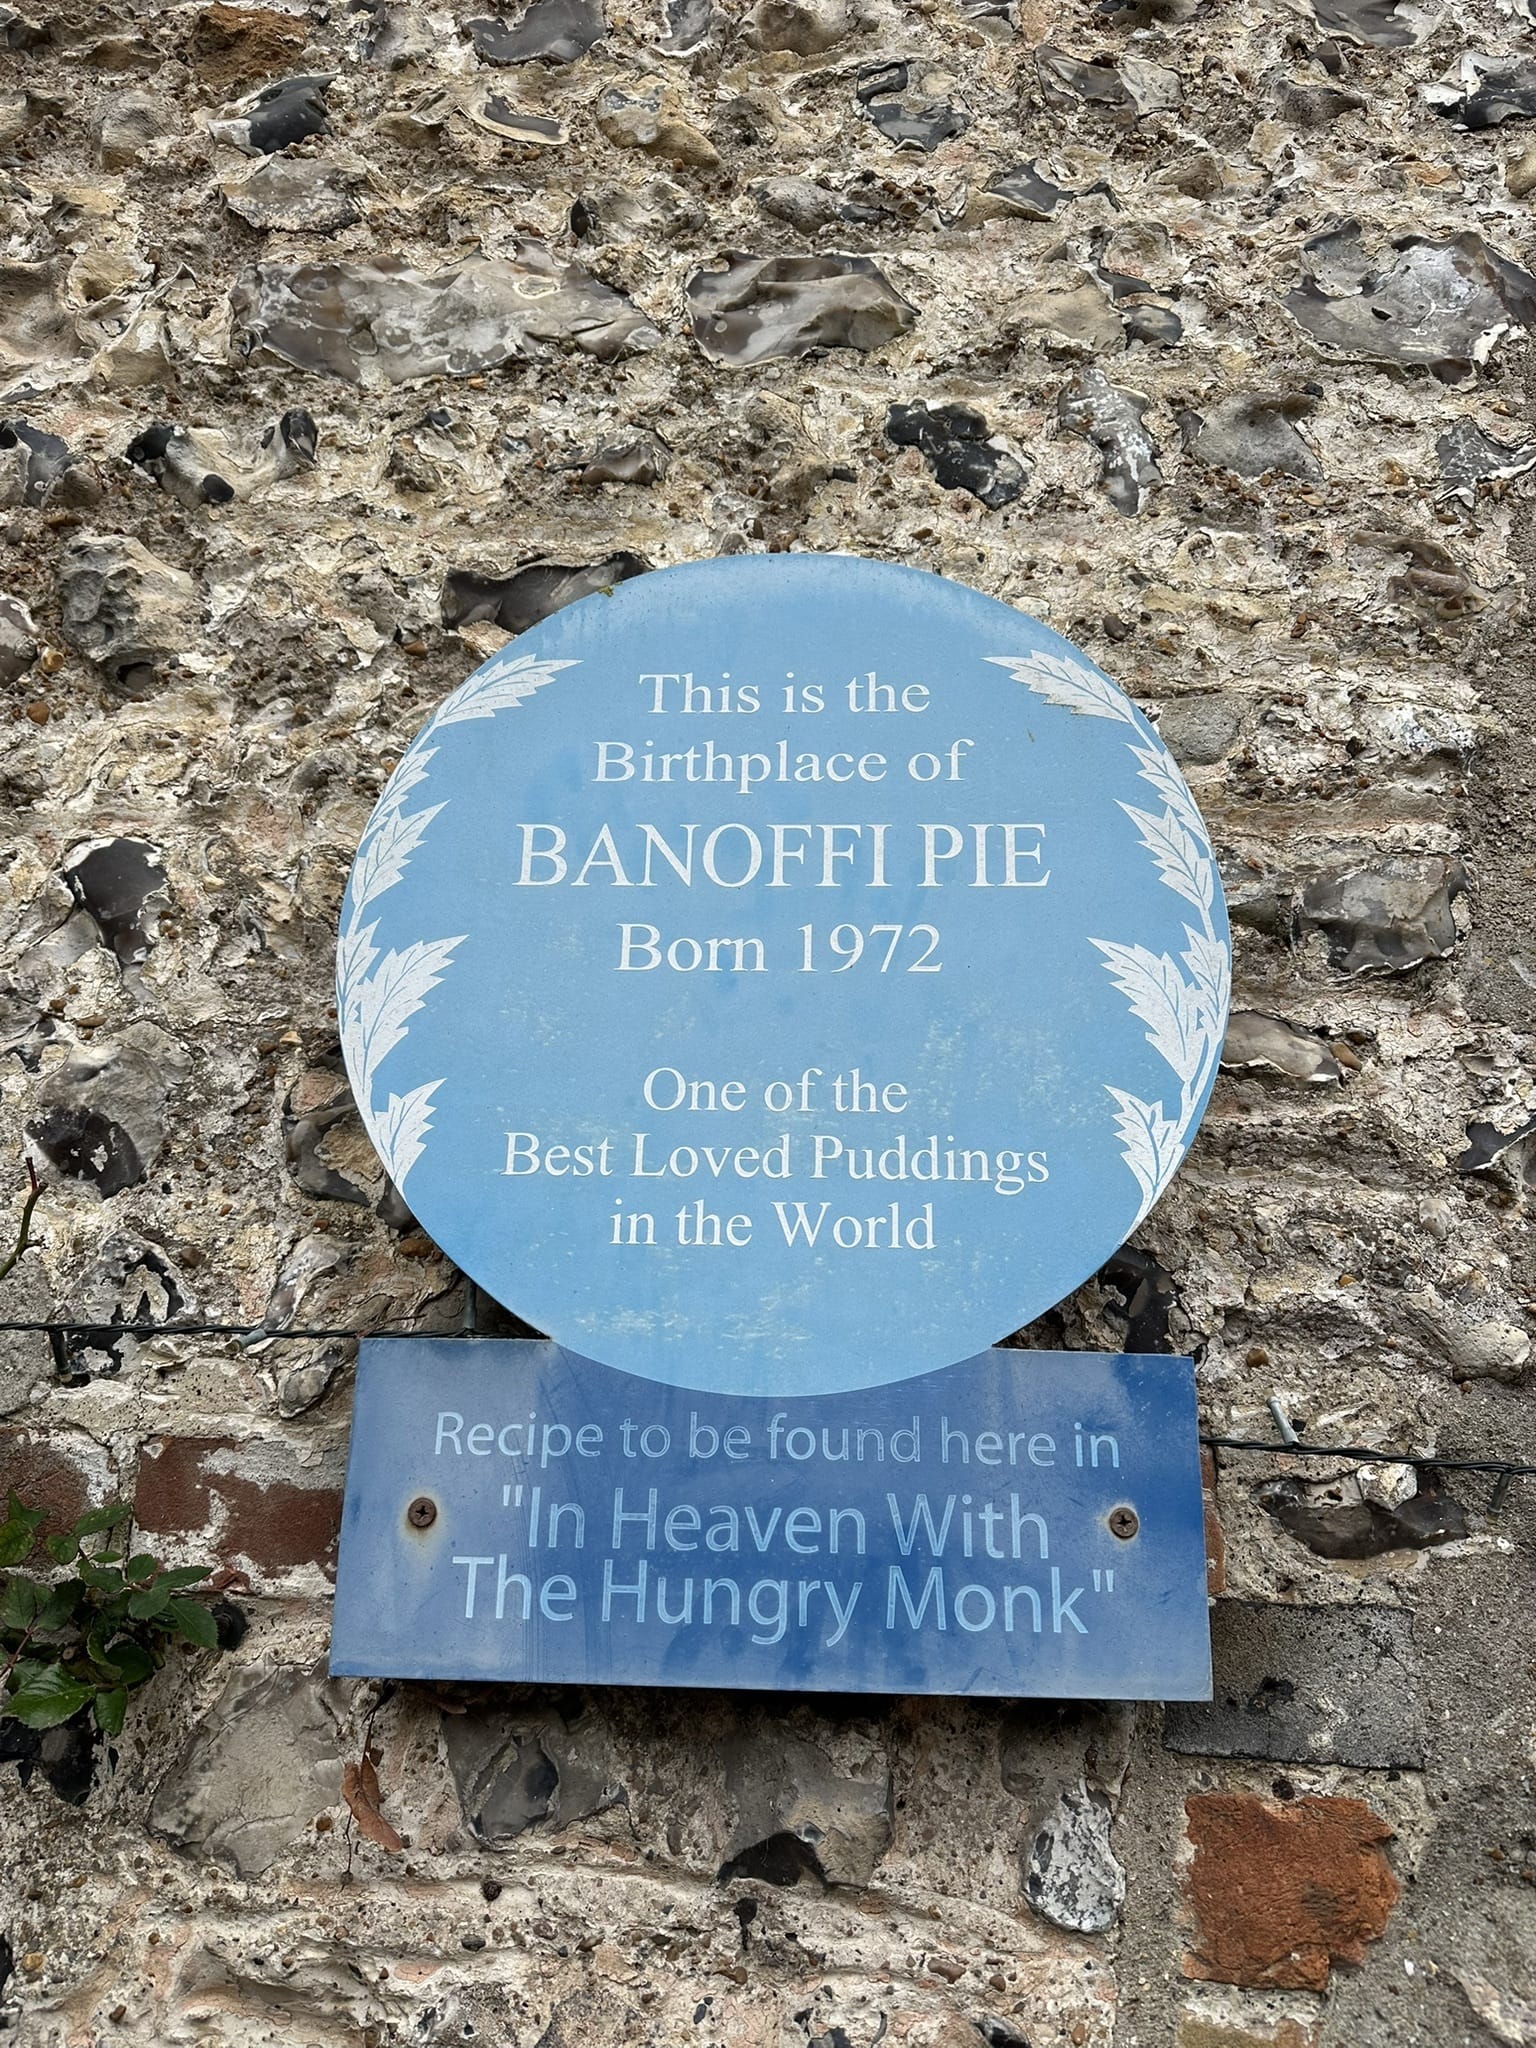 This is the
Birthplace of
BANOFFI PIE
Born 1972
One of the
Best Loved Puddings
in the World
Recipe to be found here in
"In Heaven With
The Hungry Monk"